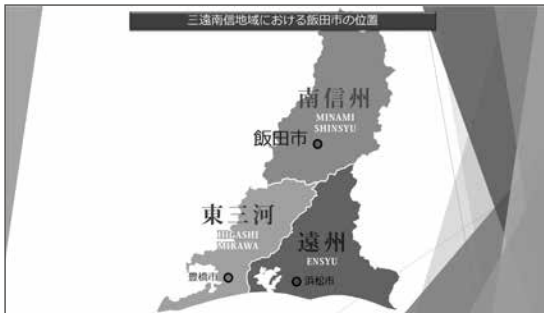 三遠南信地域における飯田市の位置
南信州
MINAMI
SHINSYU
飯田市
東三河
HIGASHI
MIRAWA
遠州
ENSYU
豊橋市
浜松市